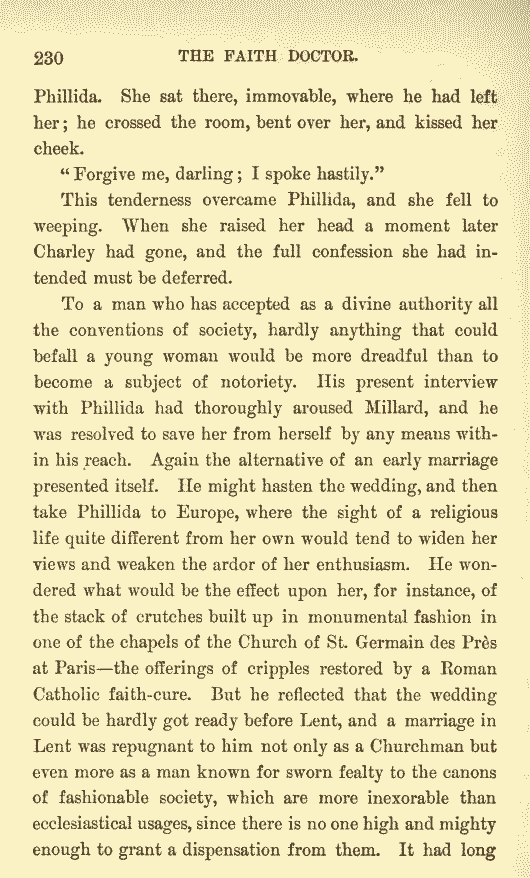 230 THE FAITH DOCTOR.
Phillida. She sat there, immovable, where he had left
her; he crossed the room, bent over her, and kissed her
cheek.
"Forgive me, darling; I spoke hastily."
This tenderness overcame Phillida, and she fell to
weeping. When she raised her head a moment later
Charley had gone, and the full confession she had in-
tended must be deferred.
To a man who has accepted as a divine authority all
the conventions of society, hardly anything that could
befall a young woman would be more dreadful than to
become a subject of notoriety. His present interview
with Phillida had thoroughly aroused Millard, and he
was resolved to save her from herself by any means with-
in his reach. Again the alternative of an early marriage
presented itself. He might hasten the wedding, and then
take Phillida to Europe, where the sight of a religious
life quite different from her own would tend to widen her
views and weaken the ardor of her enthusiasm. He won-
dered what would be the effect upon her, for instance, of
the stack of crutches built up in monumental fashion in
one of the chapels of the Church of St. Germain des Près
at Paris—the offerings of cripples restored by a Roman
Catholic faith-cure. But he reflected that the wedding
could be hardly got ready before Lent, and a marriage in
Lent was repugnant to him not only as a Churchman but
even more as a man known for sworn fealty to the canons
of fashionable society, which are more inexorable than
ecclesiastical usages, since there is no one high and mighty
enough to grant a dispensation from them. It had long